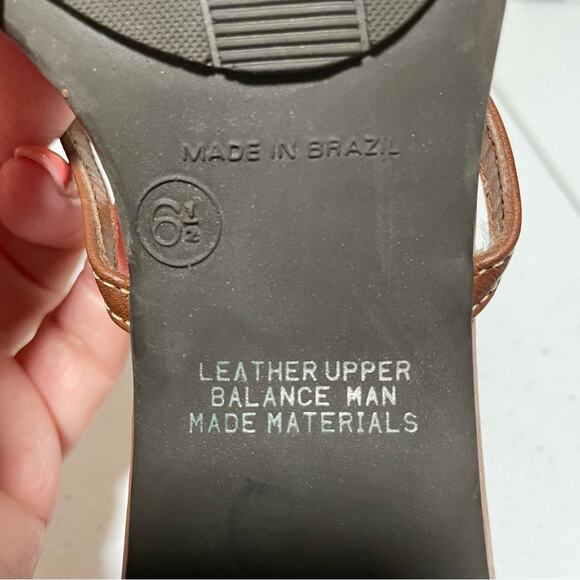 MADE IN BRAZIL
6 1/2
LEATHER UPPER
BALANCE MAN
MADE MATERIALS